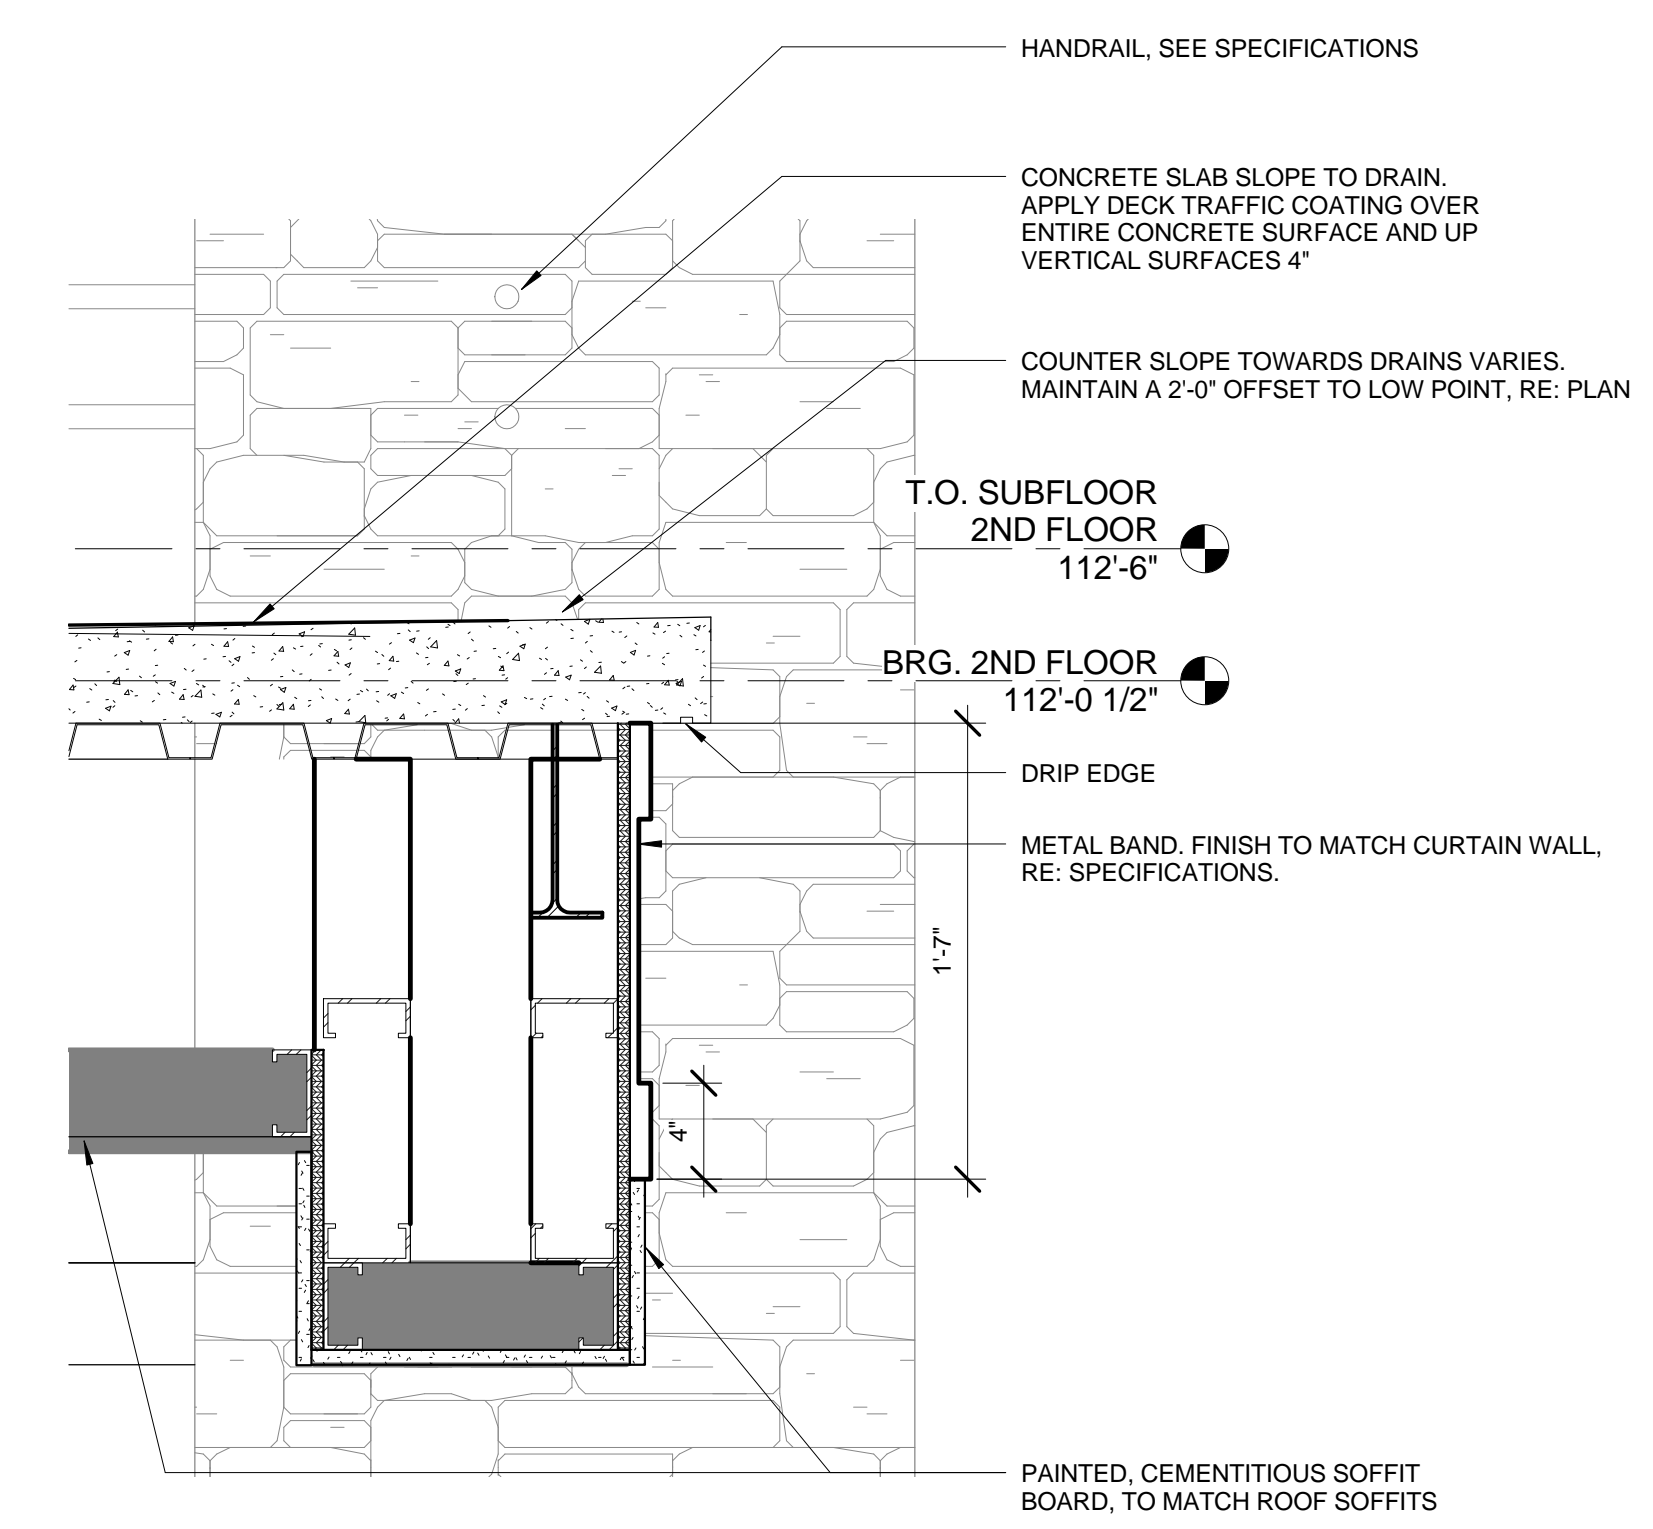 HANDRAIL, SEE SPECIFICATIONS
CONCRETE SLAB SLOPE TO DRAIN.
APPLY DECK TRAFFIC COATING OVER
ENTIRE CONCRETE SURFACE AND UP
VERTICAL SURFACES 4"
COUNTER SLOPE TOWARDS DRAINS VARIES.
MAINTAIN A 2'-0" OFFSET TO LOW POINT, RE: PLAN
T.O. SUBFLOOR
2ND FLOOR
112'-6"
BRG. 2ND FLOOR
112'-0 1/2"
DRIP EDGE
METAL BAND. FINISH TO MATCH CURTAIN WALL,
RE: SPECIFICATIONS.
1'-7"
4"
PAINTED, CEMENTITIOUS SOFFIT
BOARD, TO MATCH ROOF SOFFITS